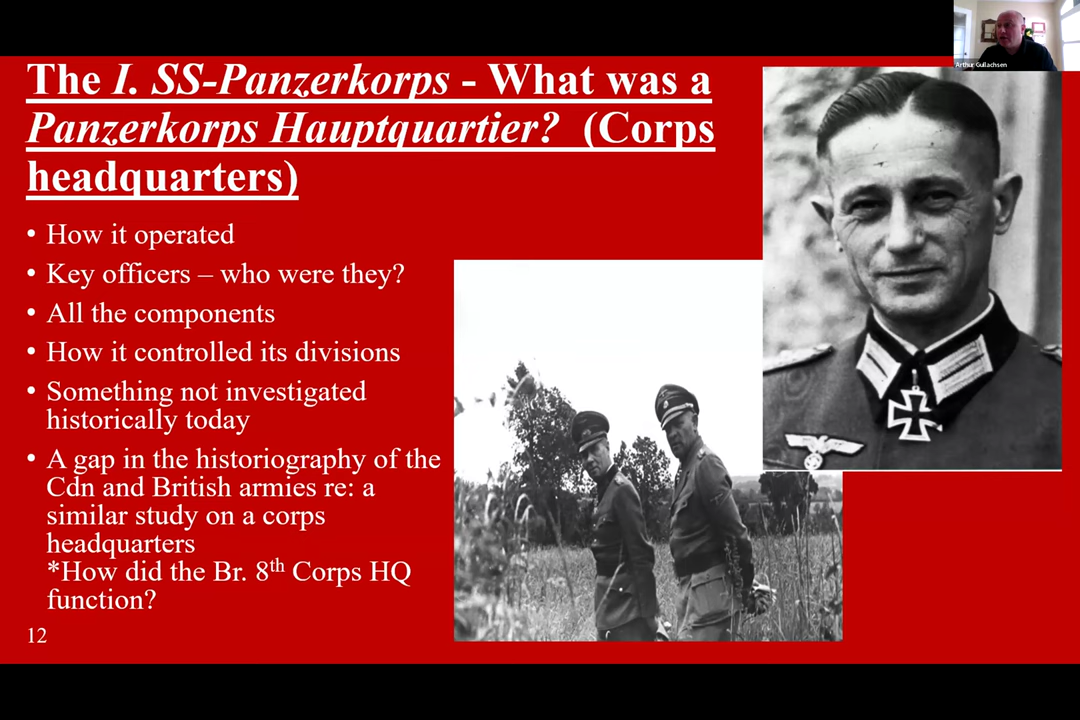 The I. SS-Panzerkorps - What was a
Panzerkorps Hauptquartier? (Corps
headquarters)
• How it operated
• Key officers – who were they?
• All the components
• How it controlled its divisions
• Something not investigated
historically today
• A gap in the historiography of the
Cdn and British armies re: a
similar study on a corps
headquarters
*How did the Br. 8th Corps HQ
function?
12
Arthur Gullachsen